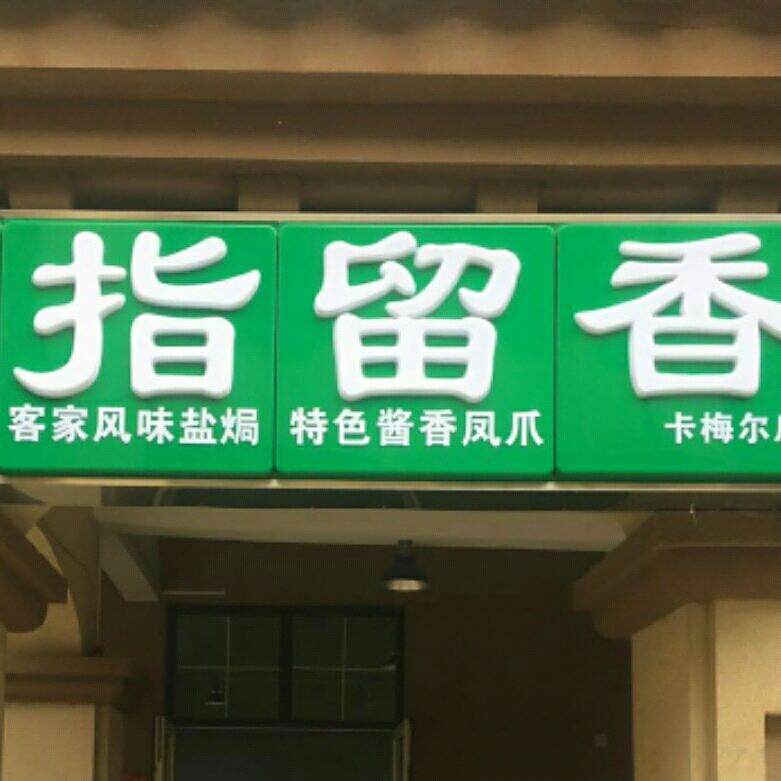 指留香
客家风味盐焗 特色酱香凤爪 卡梅尔